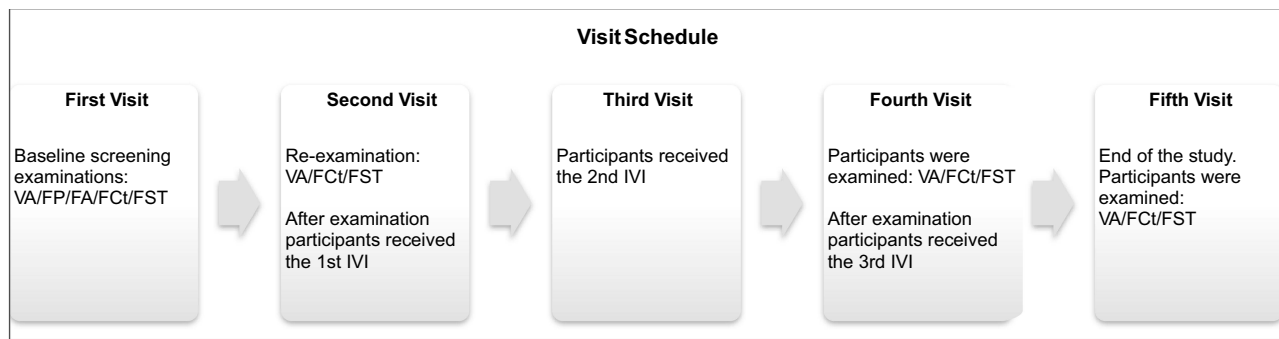 Visit Schedule
First Visit
Baseline screening
examinations:
VA/FP/FA/FCt/FST
Second Visit
Re-examination:
VA/FCt/FST
After examination
participants received
the 1st IVI
Third Visit
Participants received
the 2nd IVI
Fourth Visit
Participants were
examined: VA/FCt/FST
After examination
participants received
the 3rd IVI
Fifth Visit
End of the study.
Participants were
examined:
VA/FCt/FST